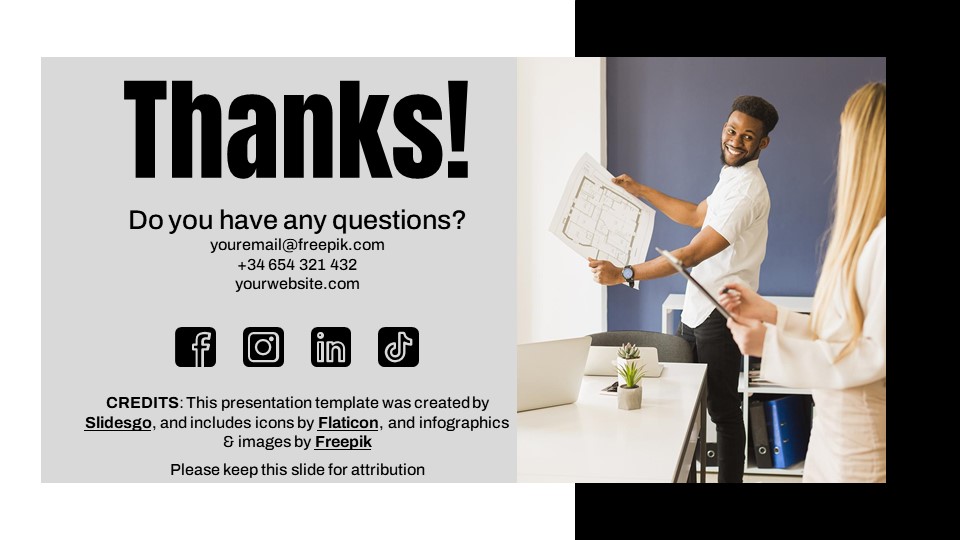 Thanks!
Do you have any questions?
youremail@freepik.com
+34 654 321 432
yourwebsite.com
CREDITS: This presentation template was created by
Slidesgo, and includes icons by Flaticon, and infographics
& images by Freepik
Please keep this slide for attribution